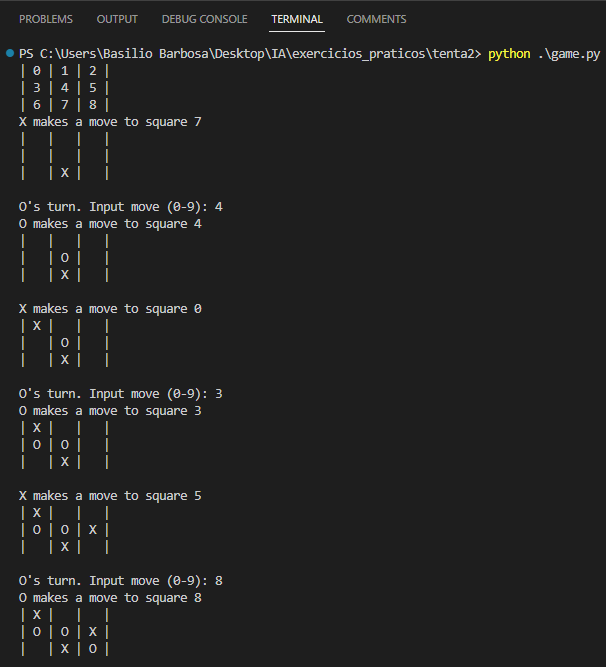 PROBLEMS OUTPUT DEBUG CONSOLE TERMINAL COMMENTS
PS C:\Users\Basilio Barbosa\Desktop\IA\exercicios_praticos\tenta2> python .\game.py
| 0 | 1 | 2 |
| 3 | 4 | 5 |
| 6 | 7 | 8 |
X makes a move to square 7
|   |   |   |
|   |   |   |
|   | X |   |
O's turn. Input move (0-9): 4
O makes a move to square 4
|   |   |   |
|   | O |   |
|   | X |   |
X makes a move to square 0
| X |   |   |
|   | O |   |
|   | X |   |
O's turn. Input move (0-9): 3
O makes a move to square 3
| X |   |   |
| O | O |   |
|   | X |   |
X makes a move to square 5
| X |   |   |
| O | O | X |
|   | X |   |
O's turn. Input move (0-9): 8
O makes a move to square 8
| X |   |   |
| O | O | X |
|   | X | O |